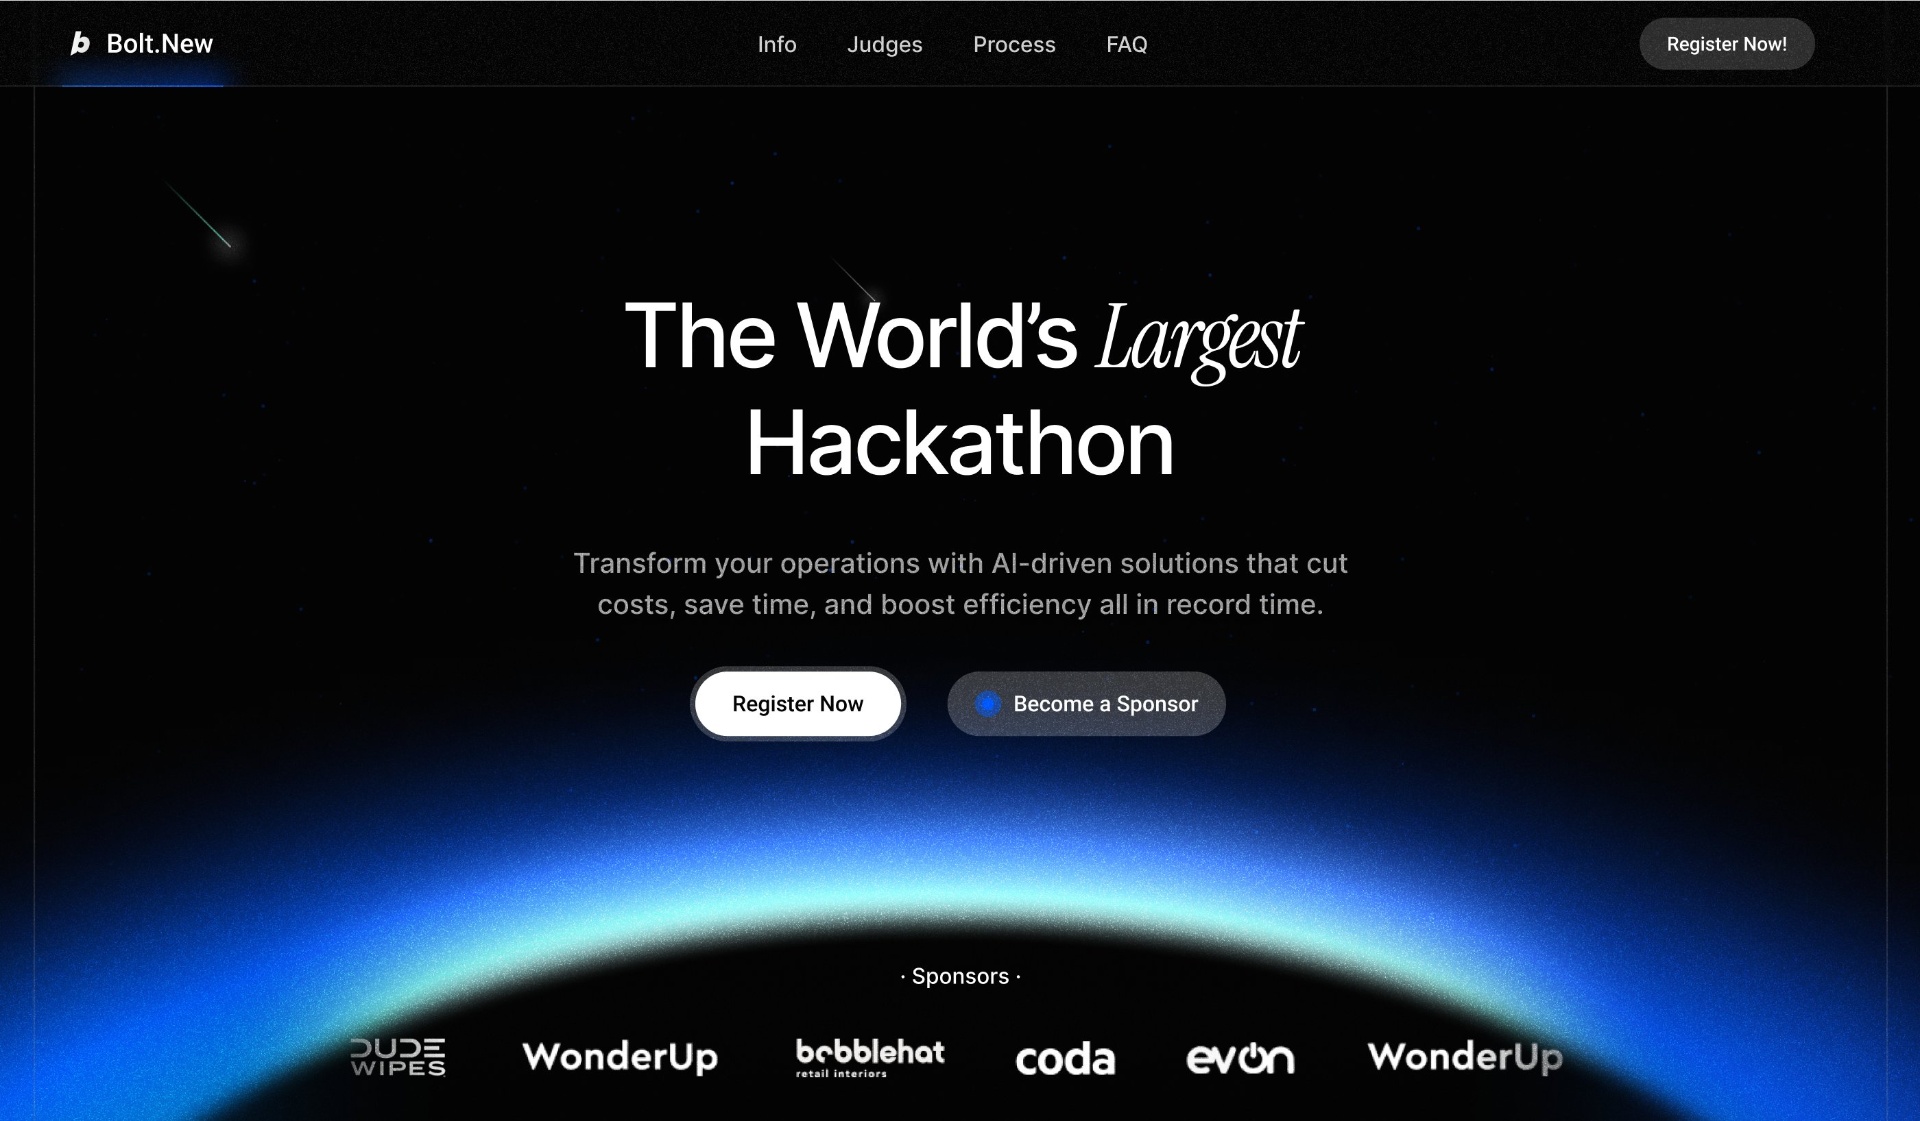 Bolt.New
Info
Judges
Process
FAQ
Register Now!
The World’s Largest
Hackathon
Transform your operations with AI-driven solutions that cut
costs, save time, and boost efficiency all in record time.
Register Now
Become a Sponsor
· Sponsors ·
DUDE
WIPES
WonderUp
bobblehat
retail interiors
coda
evon
WonderUp